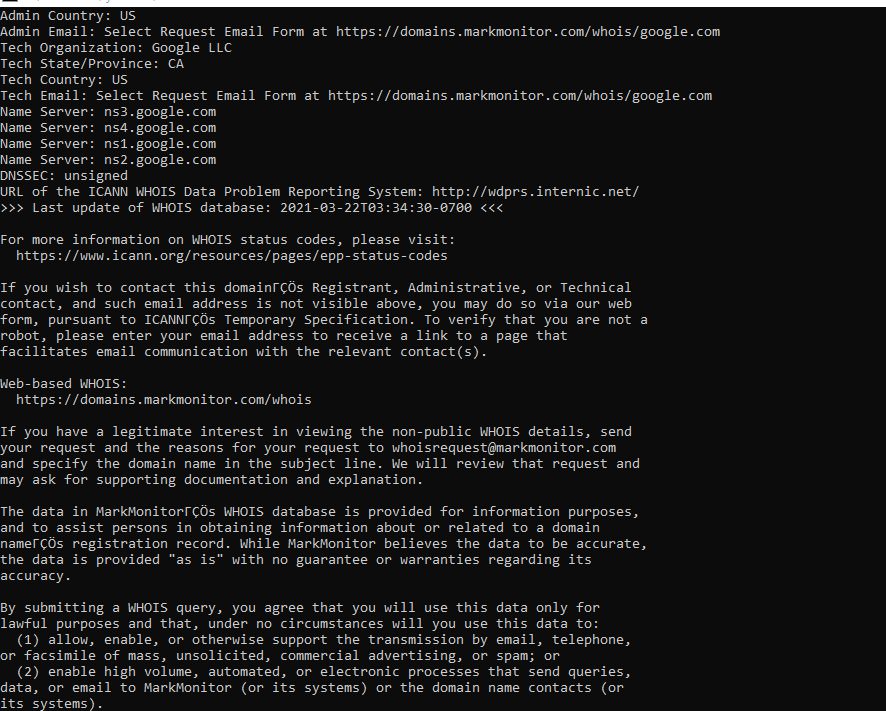 Admin Country: US
Admin Email: Select Request Email Form at https://domains.markmonitor.com/whois/google.com
Tech Organization: Google LLC
Tech State/Province: CA
Tech Country: US
Tech Email: Select Request Email Form at https://domains.markmonitor.com/whois/google.com
Name Server: ns3.google.com
Name Server: ns4.google.com
Name Server: ns1.google.com
Name Server: ns2.google.com
DNSSEC: unsigned
URL of the ICANN WHOIS Data Problem Reporting System: http://wdprs.internic.net/
>>> Last update of WHOIS database: 2021-03-22T03:34:30-0700 <<<

For more information on WHOIS status codes, please visit:
  https://www.icann.org/resources/pages/epp-status-codes

If you wish to contact this domainΓÇÖs Registrant, Administrative, or Technical
contact, and such email address is not visible above, you may do so via our web
form, pursuant to ICANNΓÇÖs Temporary Specification. To verify that you are not a
robot, please enter your email address to receive a link to a page that
facilitates email communication with the relevant contact(s).

Web-based WHOIS:
  https://domains.markmonitor.com/whois

If you have a legitimate interest in viewing the non-public WHOIS details, send
your request and the reasons for your request to whoisrequest@markmonitor.com
and specify the domain name in the subject line. We will review that request and
may ask for supporting documentation and explanation.

The data in MarkMonitorΓÇÖs WHOIS database is provided for information purposes,
and to assist persons in obtaining information about or related to a domain
nameΓÇÖs registration record. While MarkMonitor believes the data to be accurate,
the data is provided "as is" with no guarantee or warranties regarding its
accuracy.

By submitting a WHOIS query, you agree that you will use this data only for
lawful purposes and that, under no circumstances will you use this data to:
  (1) allow, enable, or otherwise support the transmission by email, telephone,
or facsimile of mass, unsolicited, commercial advertising, or spam; or
  (2) enable high volume, automated, or electronic processes that send queries,
data, or email to MarkMonitor (or its systems) or the domain name contacts (or
its systems).